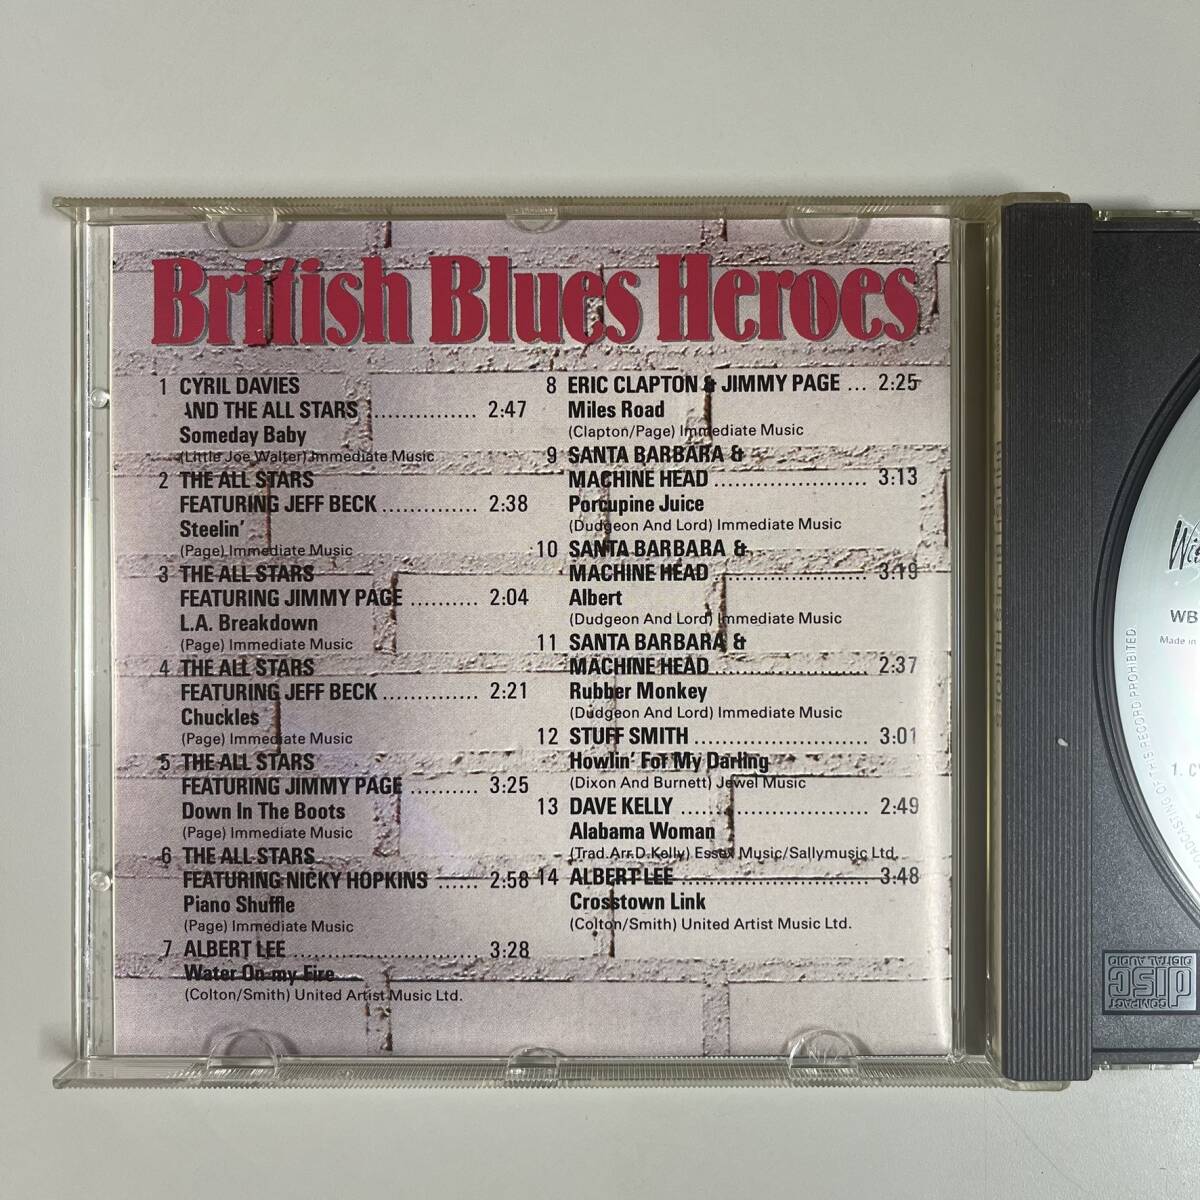 British Blues Heroes
1 CYRIL DAVIES
AND THE ALL STARS ............... 2:47
Someday Baby
(Little Joe Walter) Immediate Music
2 THE ALL STARS
FEATURING JEFF BECK .............. 2:38
Steelin'
(Page) Immediate Music
3 THE ALL STARS
FEATURING JIMMY PAGE .......... 2:04
L.A. Breakdown
(Page) Immediate Music
4 THE ALL STARS
FEATURING JEFF BECK .............. 2:21
Chuckles
(Page) Immediate Music
5 THE ALL STARS
FEATURING JIMMY PAGE .......... 3:25
Down In The Boots
(Page) Immediate Music
6 THE ALL STARS
FEATURING NICKY HOPKINS ...... 2:58
Piano Shuffle
(Page) Immediate Music
7 ALBERT LEE ........................... 3:28
Water On my Fire
(Colton/Smith) United Artist Music Ltd.
8 ERIC CLAPTON & JIMMY PAGE ... 2:25
Miles Road
(Clapton/Page) Immediate Music
9 SANTA BARBARA &
MACHINE HEAD ...................... 3:13
Porcupine Juice
(Dudgeon And Lord) Immediate Music
10 SANTA BARBARA &
MACHINE HEAD ...................... 3:19
Albert
(Dudgeon And Lord) Immediate Music
11 SANTA BARBARA &
MACHINE HEAD ...................... 2:37
Rubber Monkey
(Dudgeon And Lord) Immediate Music
12 STUFF SMITH ......................... 3:01
Howlin' For My Darling
(Dixon And Burnett) Jewel Music
13 DAVE KELLY ........................... 2:49
Alabama Woman
(Trad.Arr.D.Kelly) Essex Music/Sallymusic Ltd.
14 ALBERT LEE ........................... 3:48
Crosstown Link
(Colton/Smith) United Artist Music Ltd.
BRITISH BLUES HEROES
WB
Made in
OF THIS RECORD PROHIBITED.
1. C
COMPACT
disc
DIGITAL AUDIO